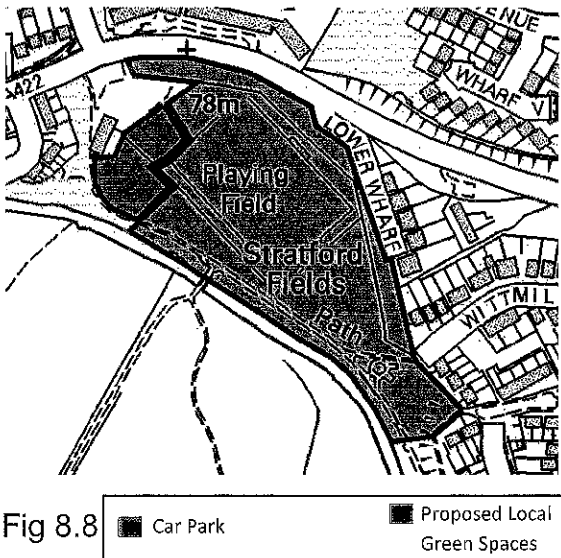 VENUE
WHARF V
A422
78m
LOWER WHARF
Playing
Field
Stratford
Fields
Path
WITTMIL
Fig 8.8
Car Park
Proposed Local
Green Spaces